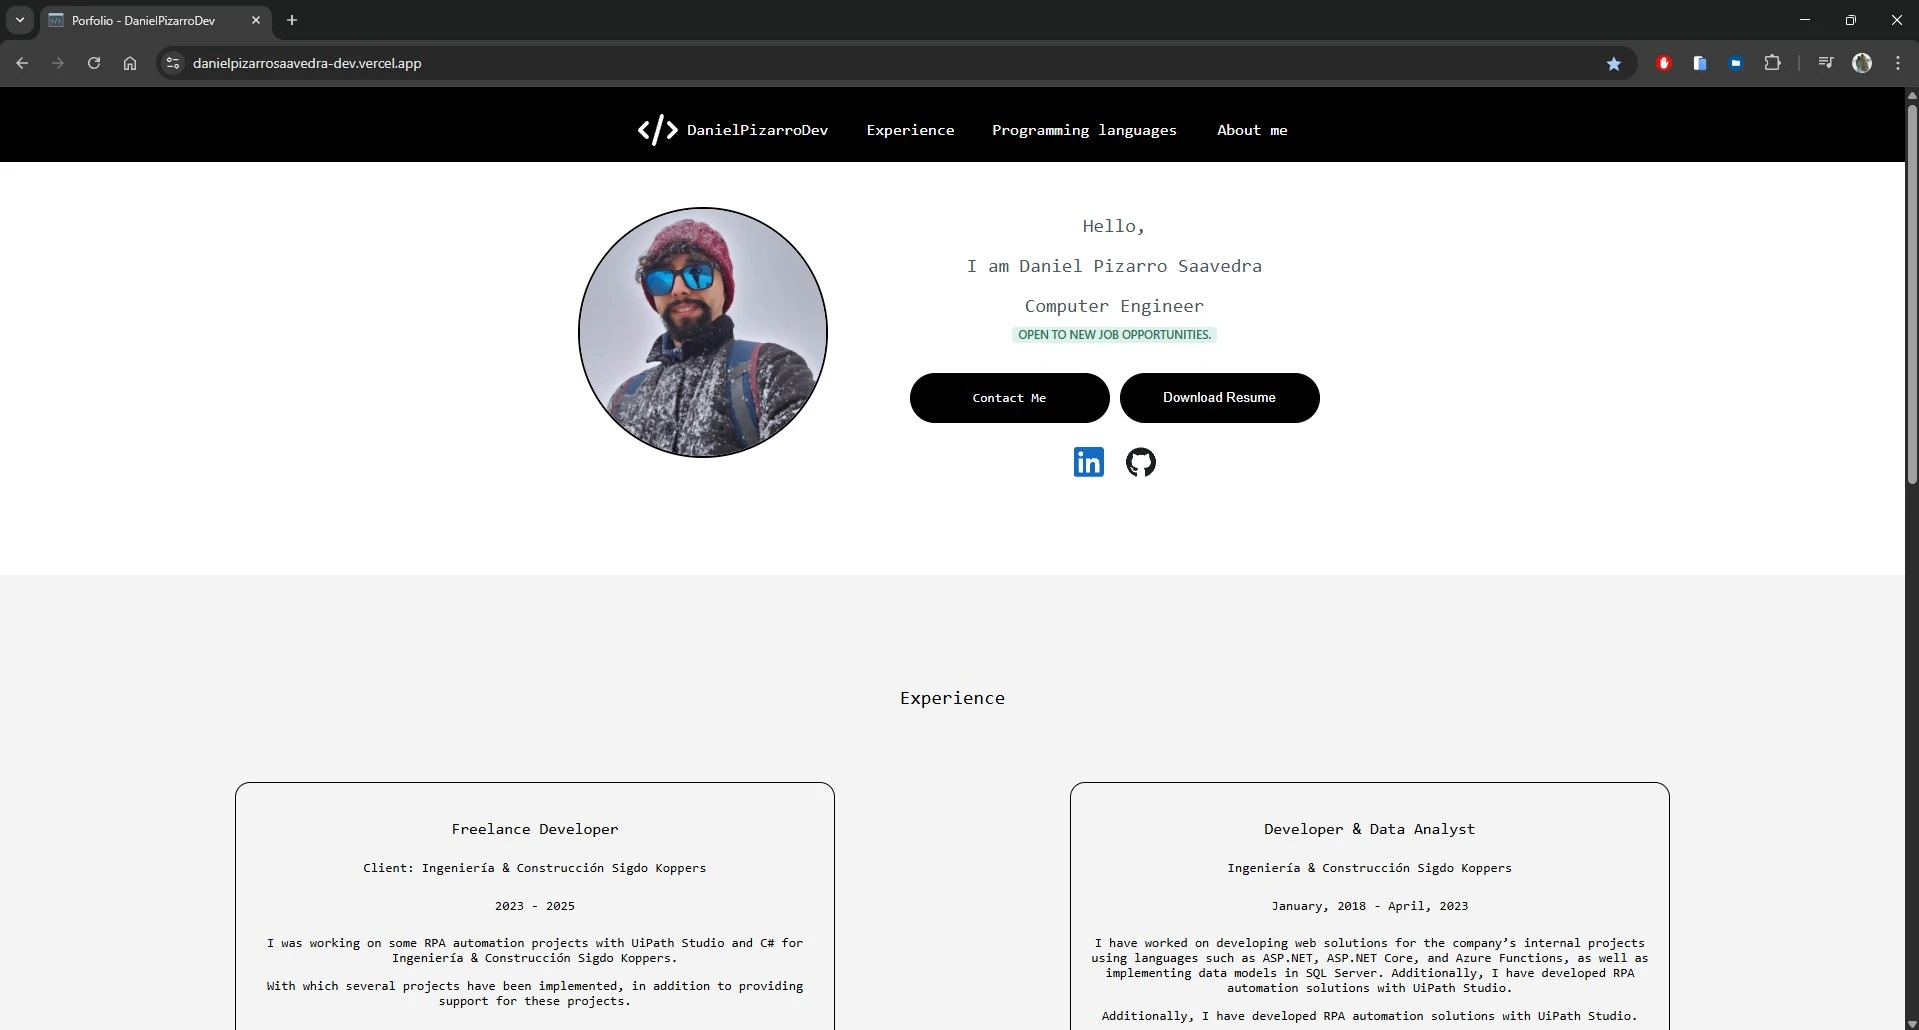 Porfolio - DanielPizarroDev
danielpizarrosaavedra-dev.vercel.app
</> DanielPizarroDev Experience Programming languages About me
Hello,
I am Daniel Pizarro Saavedra
Computer Engineer
OPEN TO NEW JOB OPPORTUNITIES.
Contact Me Download Resume
in
Experience
Freelance Developer
Client: Ingeniería & Construcción Sigdo Koppers
2023 - 2025
I was working on some RPA automation projects with UiPath Studio and C# for
Ingeniería & Construcción Sigdo Koppers.
With which several projects have been implemented, in addition to providing
support for these projects.
Developer & Data Analyst
Ingeniería & Construcción Sigdo Koppers
January, 2018 - April, 2023
I have worked on developing web solutions for the company’s internal projects
using languages such as ASP.NET, ASP.NET Core, and Azure Functions, as well as
implementing data models in SQL Server. Additionally, I have developed RPA
automation solutions with UiPath Studio.
Additionally, I have developed RPA automation solutions with UiPath Studio.